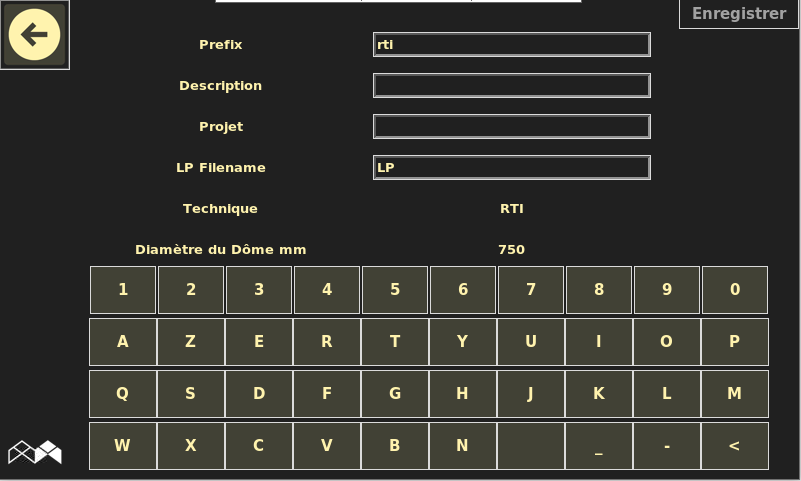 Enregistrer
Prefix rti
Description
Projet
LP Filename LP
Technique RTI
Diamètre du Dôme mm 750
1 2 3 4 5 6 7 8 9 0
A Z E R T Y U I O P
Q S D F G H J K L M
W X C V B N _ - <